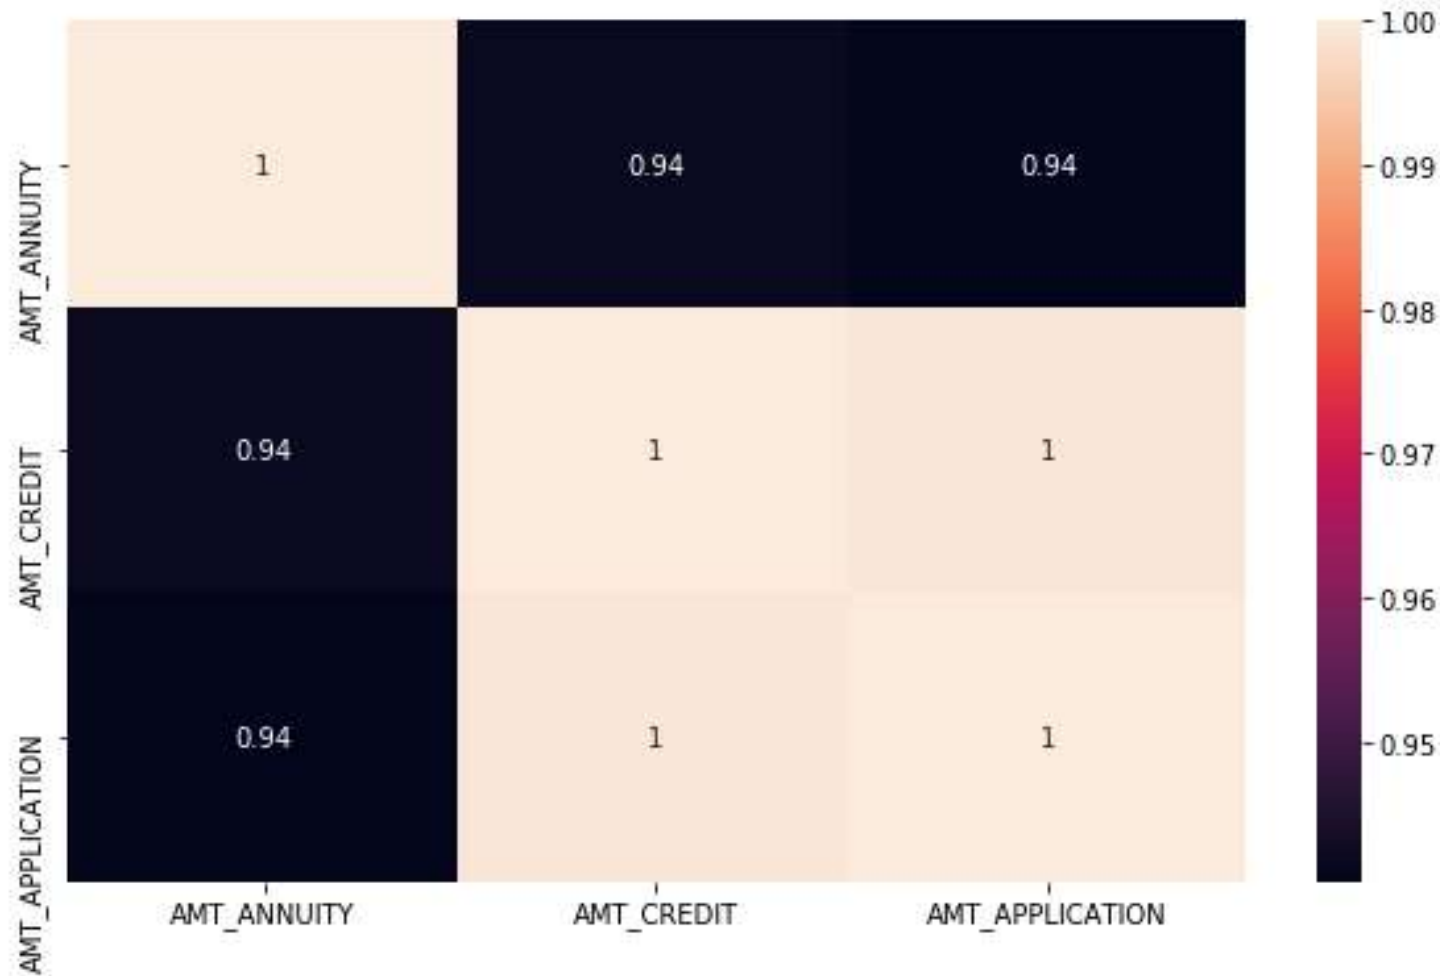 AMT_ANNUITY
1
0.94
0.94
AMT_CREDIT
0.94
1
1
AMT_APPLICATION
0.94
1
1
AMT_ANNUITY
AMT_CREDIT
AMT_APPLICATION
1.00
0.99
0.98
0.97
0.96
0.95